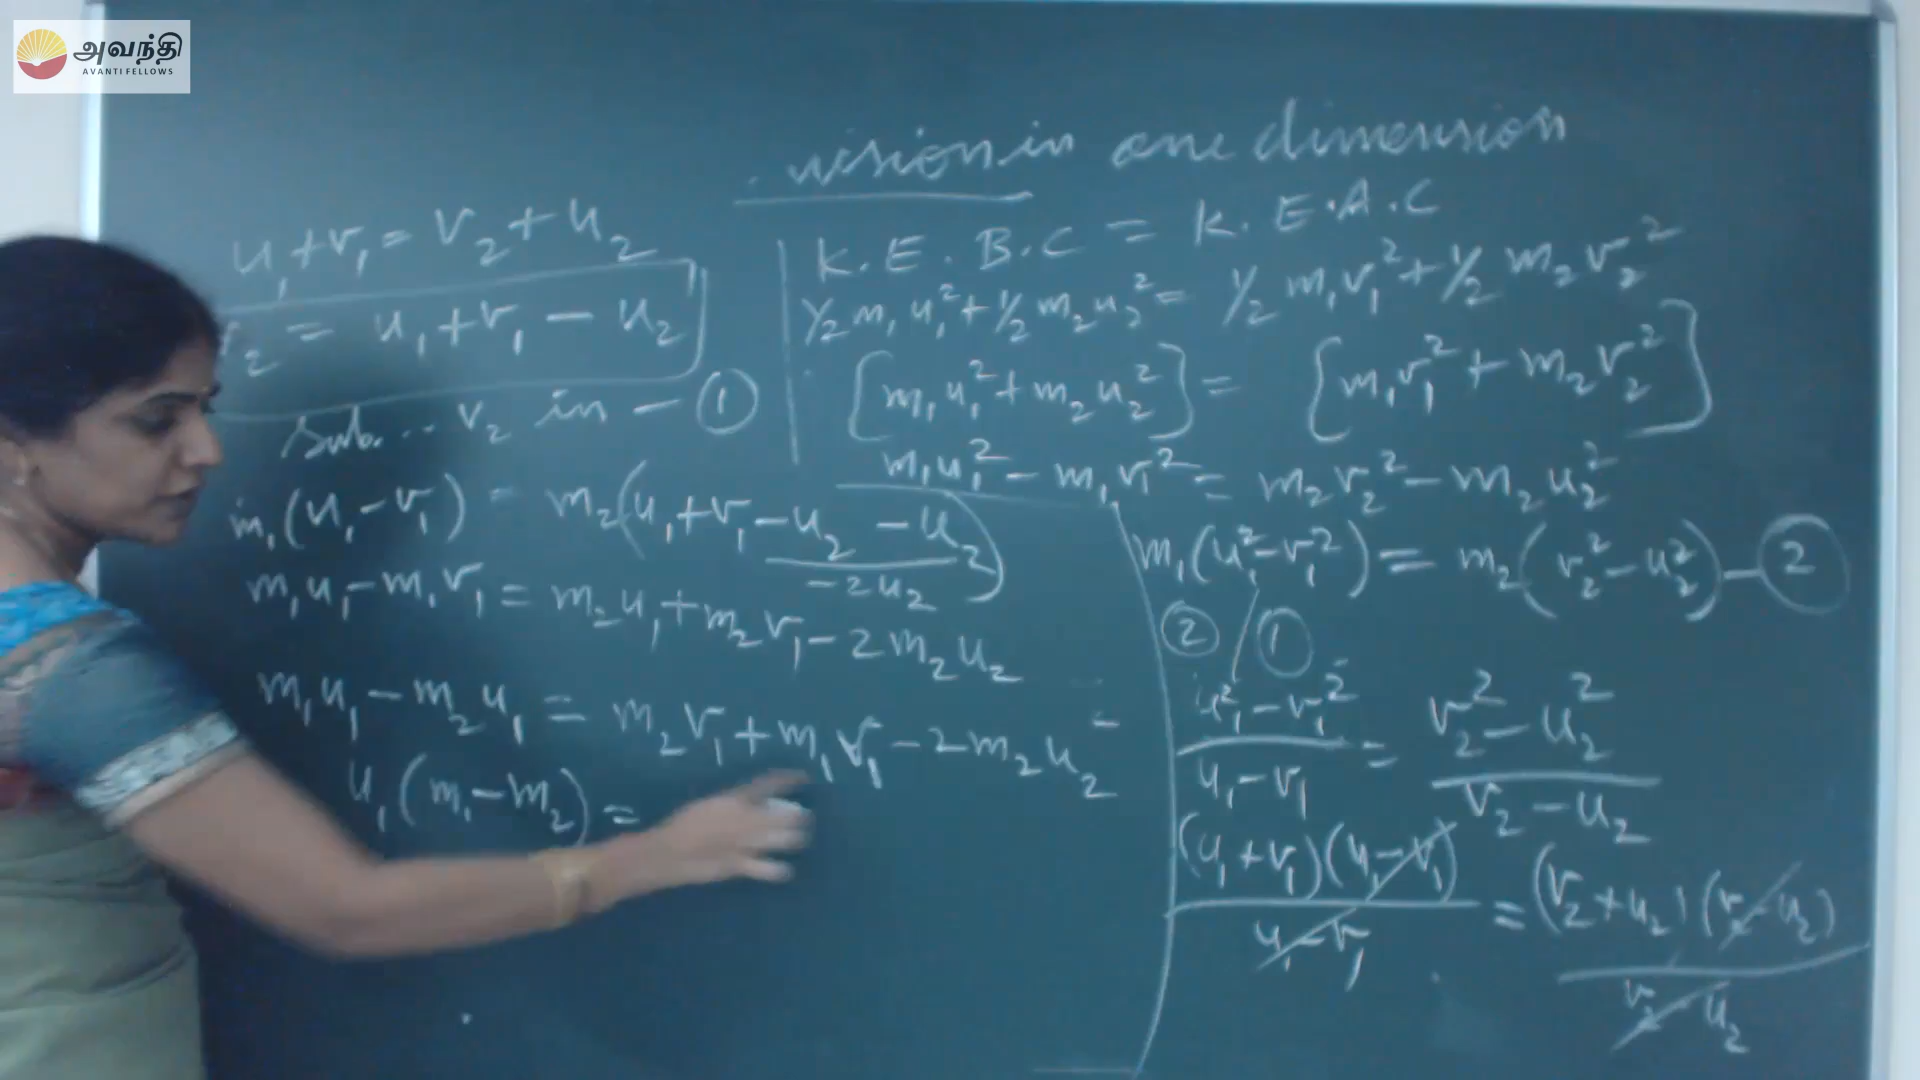 அவந்தி
AVANTI FELLOWS
in one dimension
u₁+v₁ = v₂+u₂
₂ = u₁+v₁ - u₂
Sub.. v₂ in - ①
m₁(u₁-v₁) = m₂(u₁+v₁-u₂ -u₂)
-2u₂
m₁u₁-m₁v₁ = m₂u₁+m₂v₁-2m₂u₂
m₁u₁-m₂u₁ = m₂v₁+m₁v₁-2m₂u₂
u₁(m₁-m₂) =
K.E.B.C = K.E.A.C
½m₁u₁²+½m₂u₂² = ½m₁v₁²+½m₂v₂²
[m₁u₁²+m₂u₂²] = [m₁v₁²+m₂v₂²]
m₁u₁²-m₁v₁² = m₂v₂²-m₂u₂²
m₁(u₁²-v₁²) = m₂(v₂²-u₂²)-②
② / ①
u₁²-v₁² = v₂²-u₂²
u₁-v₁ v₂-u₂
(u₁+v₁)(u₁-v₁) = (v₂+u₂)(v₂-u₂)
u₁-v₁ v₂-u₂